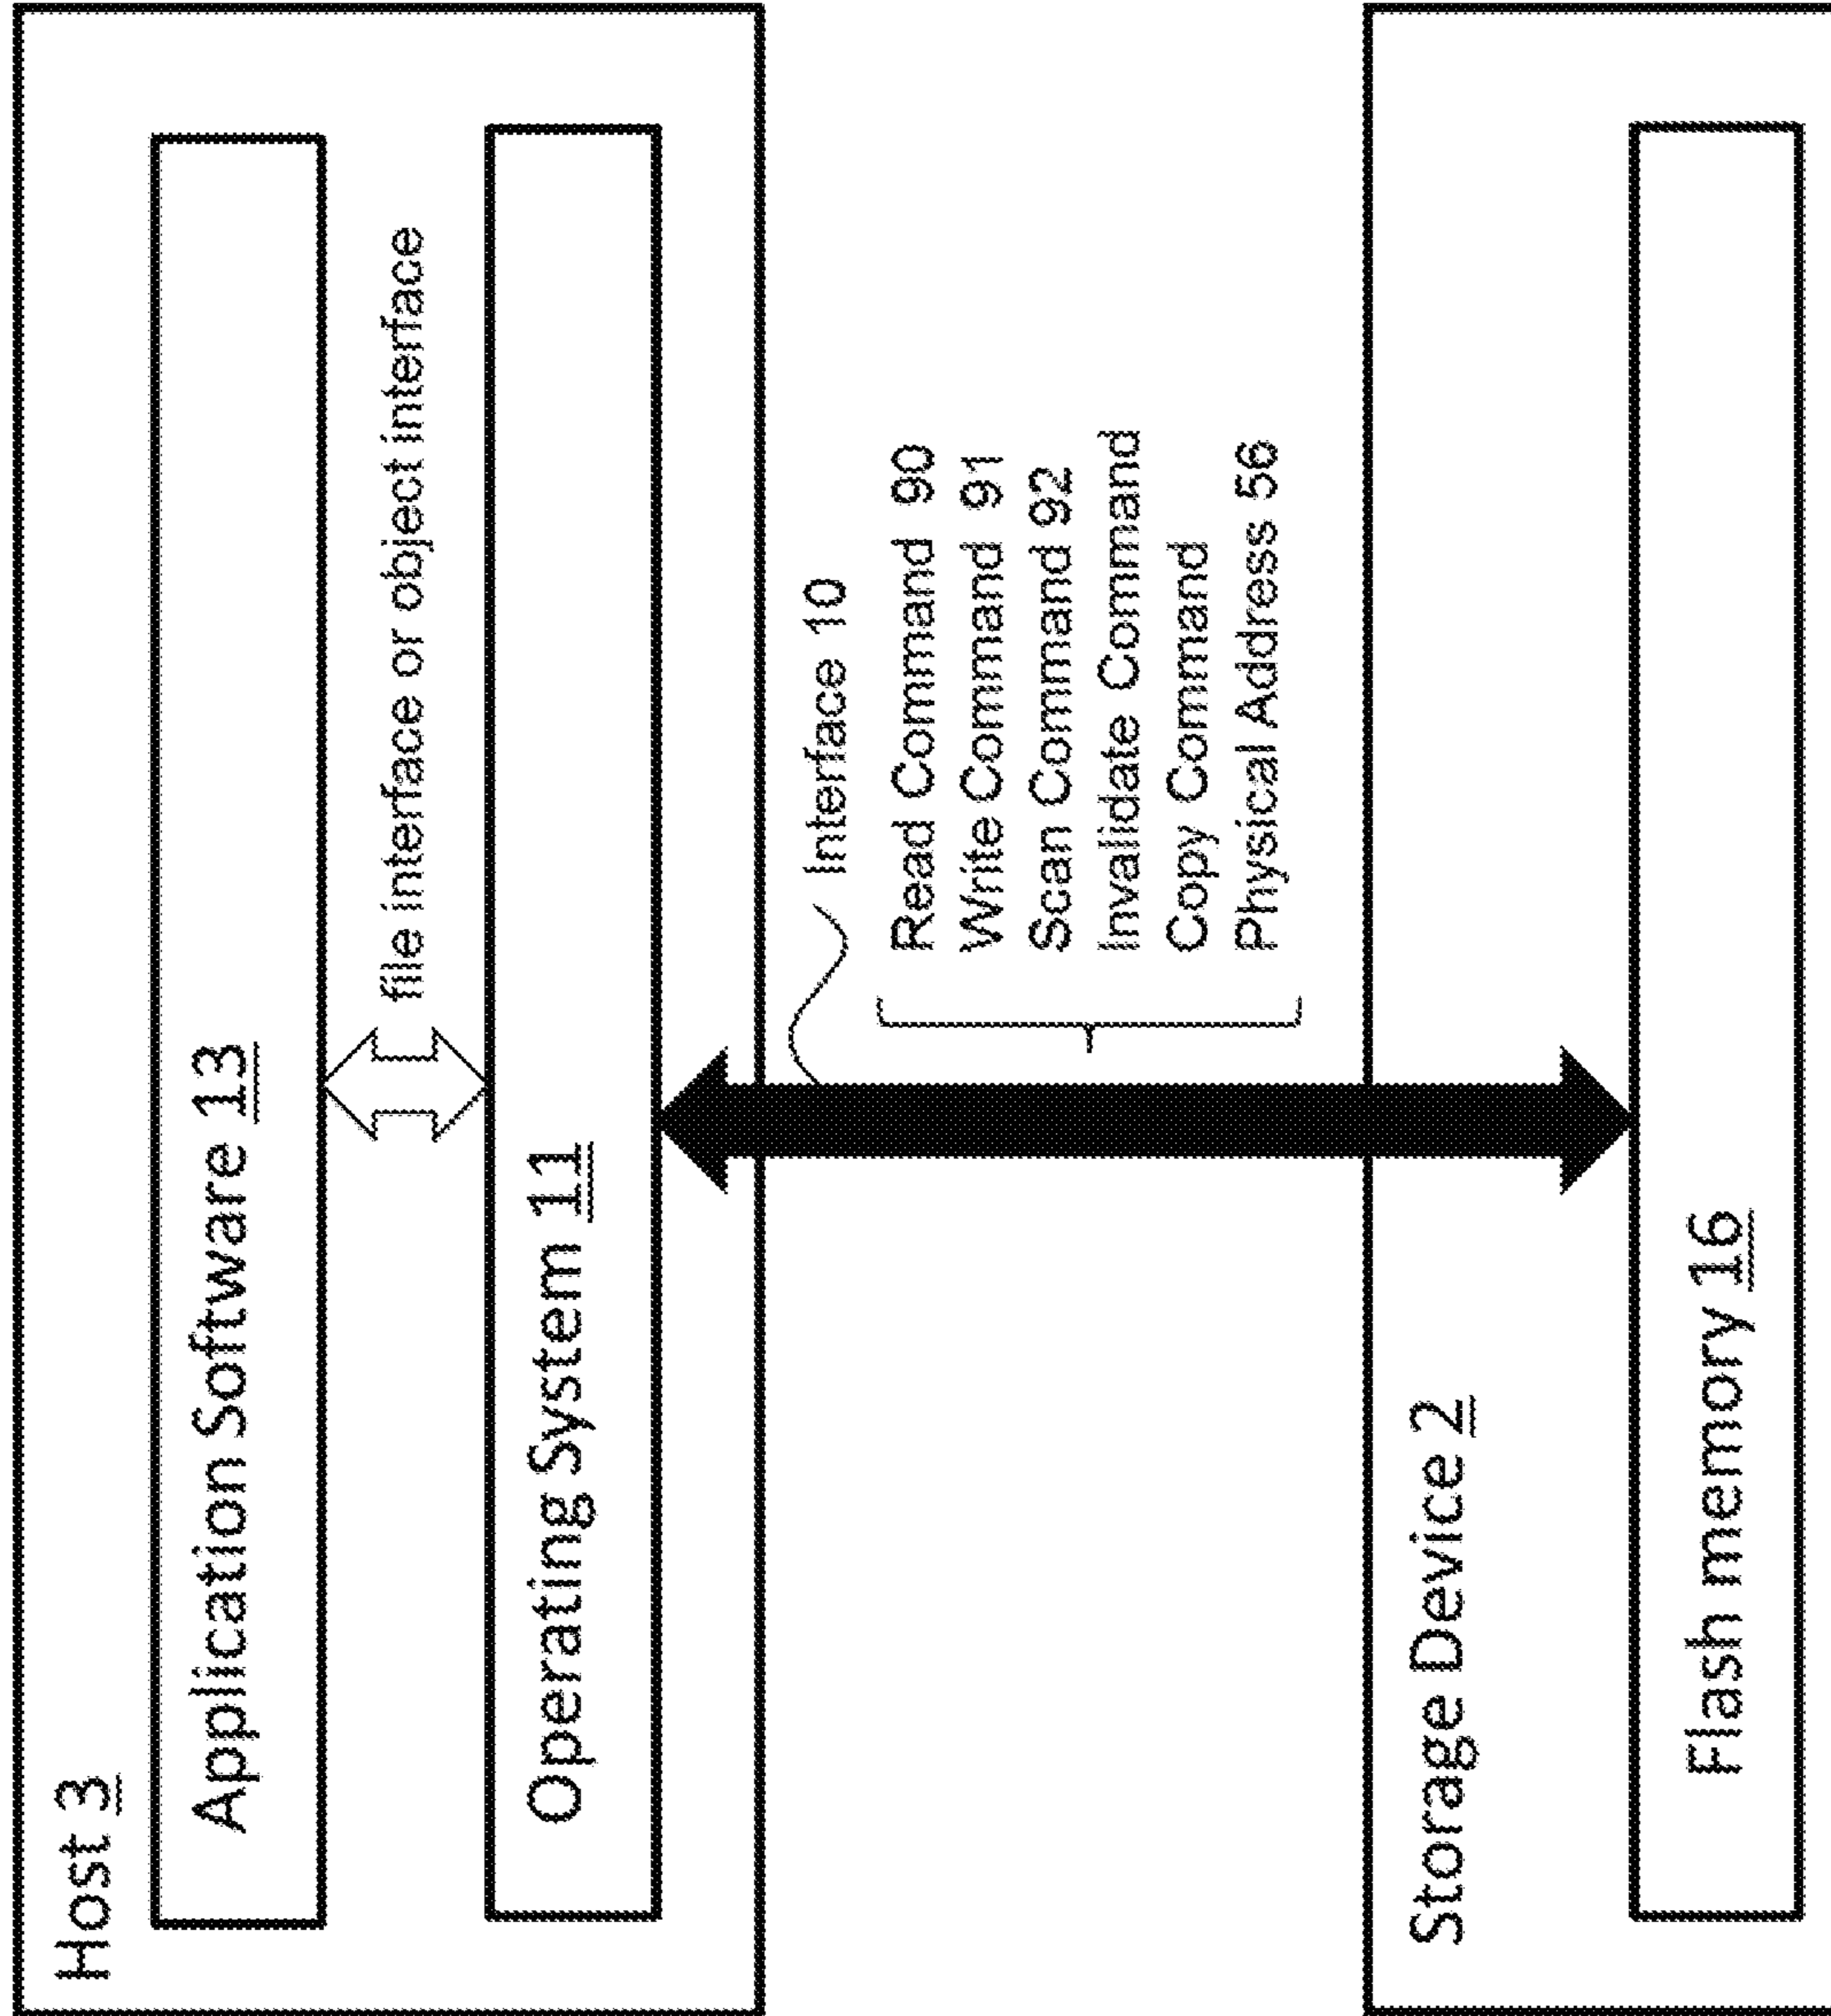 Host 3
Application Software 13
file interface or object interface
Operating System 11
Interface 10
Read Command 90
Write Command 91
Scan Command 92
Invalidate Command
Copy Command
Physical Address 56
Storage Device 2
Flash memory 16